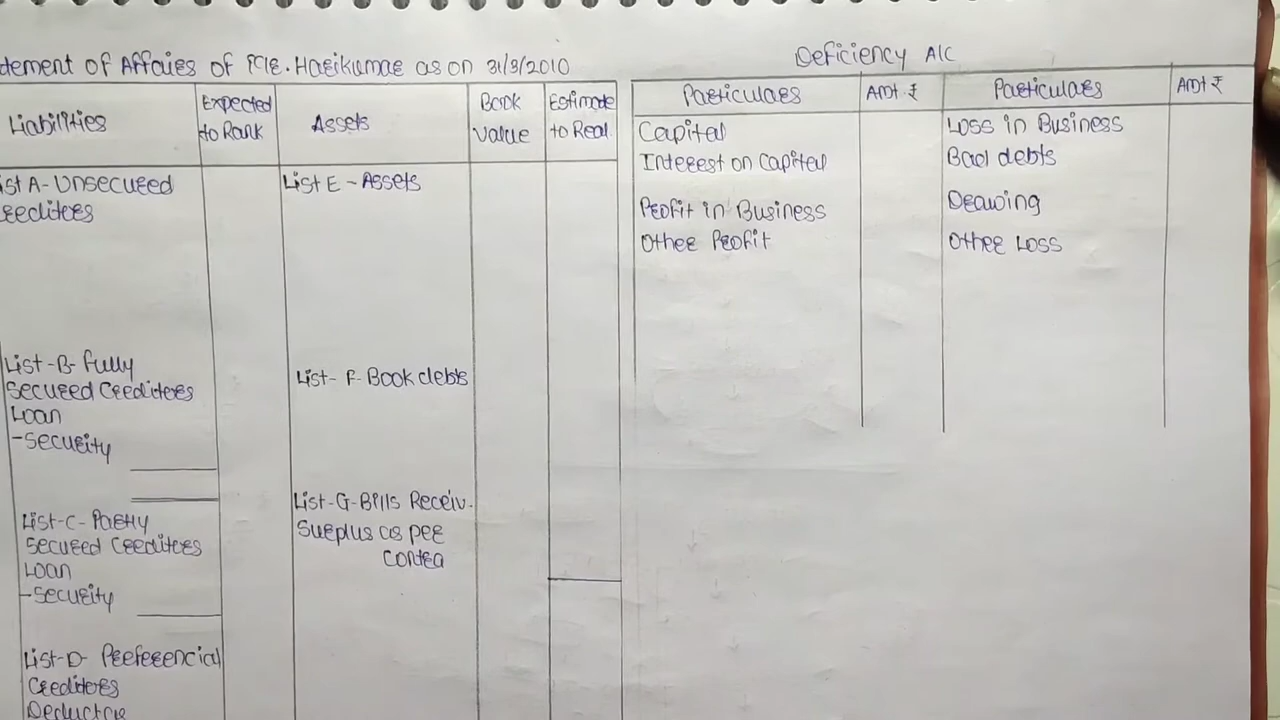 tement of Affairs of Mr. Harikumar as on 31/3/2010
Liabilities
Expected
to Rank
Assets
Book
Value
Estimate
to Real.
ist A - Unsecured
reditors
List E - Assets
List - B - Fully
Secured Creditors
Loan
- Security
List - F - Book debts
List - G - Bills Receiv.
Surplus as per
Contra
List - C - Partly
Secured Creditors
Loan
- Security
List - D - Preferencial
Creditors
Deductive
Deficiency A/C
Particulars
Amt ₹
Particulars
Amt ₹
Capital
Loss in Business
Interest on Capital
Bad debts
Profit in Business
Drawing
Other Profit
Other Loss